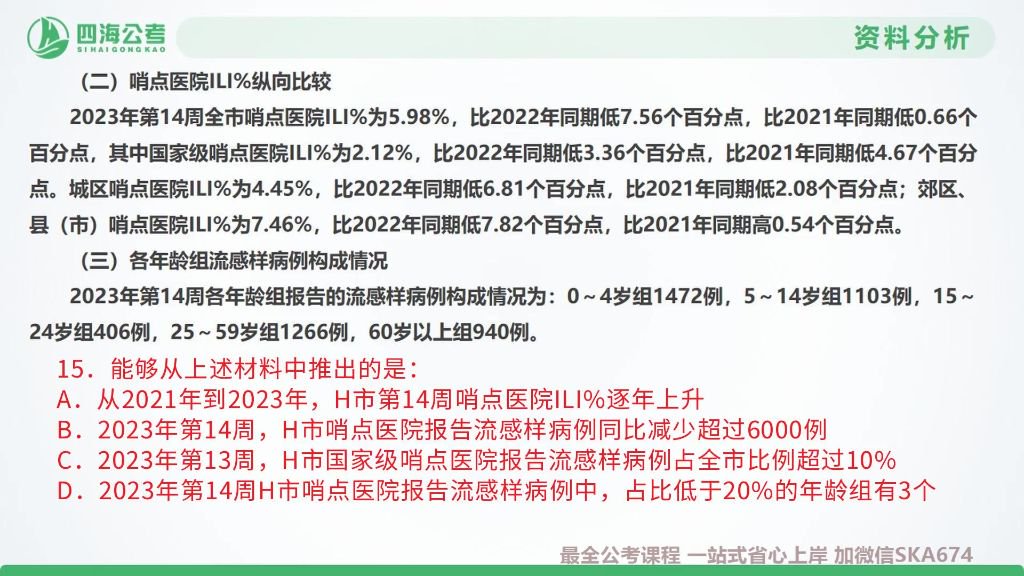 四海公考
SIHAIGONGKAO
资料分析
（二）哨点医院ILI%纵向比较
2023年第14周全市哨点医院ILI%为5.98%，比2022年同期低7.56个百分点，比2021年同期低0.66个
百分点，其中国家级哨点医院ILI%为2.12%，比2022年同期低3.36个百分点，比2021年同期低4.67个百分
点。城区哨点医院ILI%为4.45%，比2022年同期低6.81个百分点，比2021年同期低2.08个百分点；郊区、
县（市）哨点医院ILI%为7.46%，比2022年同期低7.82个百分点，比2021年同期高0.54个百分点。
（三）各年龄组流感样病例构成情况
2023年第14周各年龄组报告的流感样病例构成情况为：0～4岁组1472例，5～14岁组1103例，15～
24岁组406例，25～59岁组1266例，60岁以上组940例。
15．能够从上述材料中推出的是：
A．从2021年到2023年，H市第14周哨点医院ILI%逐年上升
B．2023年第14周，H市哨点医院报告流感样病例同比减少超过6000例
C．2023年第13周，H市国家级哨点医院报告流感样病例占全市比例超过10%
D．2023年第14周H市哨点医院报告流感样病例中，占比低于20%的年龄组有3个
最全公考课程 一站式省心上岸 加微信SKA674